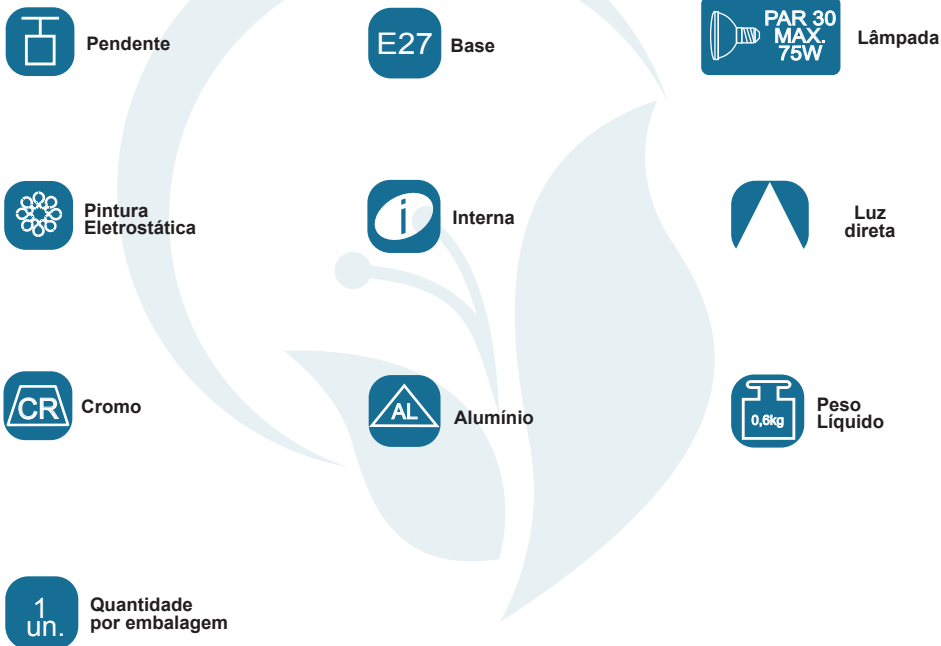 Pendente
E27
Base
PAR 30
MAX.
75W
Lâmpada
Pintura
Eletrostática
i
Interna
Luz
direta
CR
Cromo
AL
Alumínio
0,6kg
Peso
Líquido
1
un.
Quantidade
por embalagem